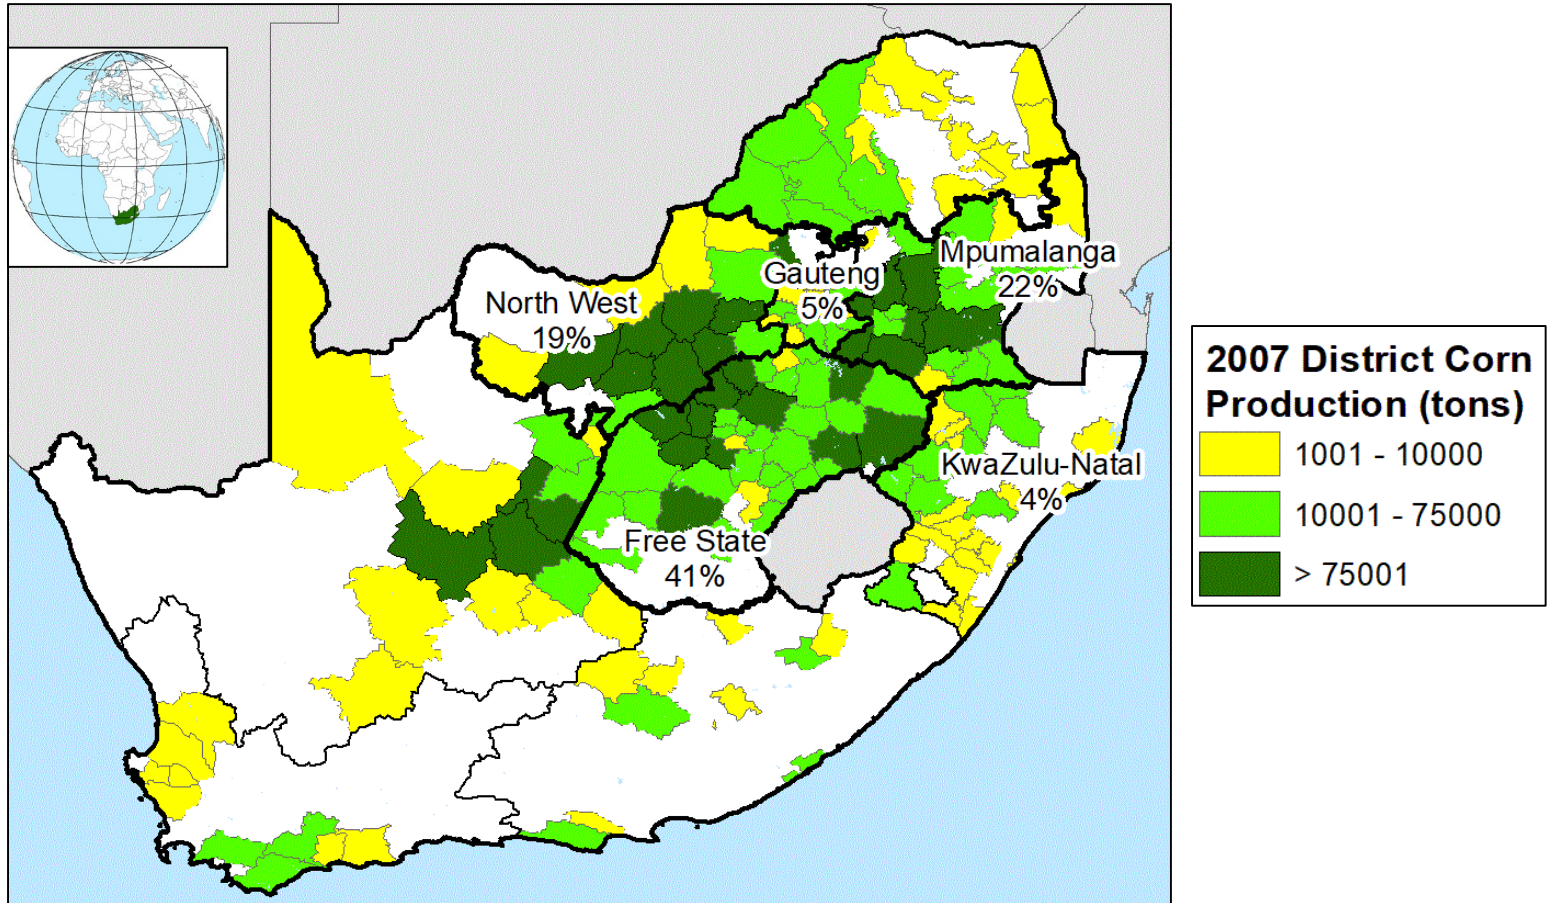 Mpumalanga
22%
Gauteng
5%
North West
19%
KwaZulu-Natal
4%
Free State
41%
2007 District Corn
Production (tons)
1001 - 10000
10001 - 75000
> 75001